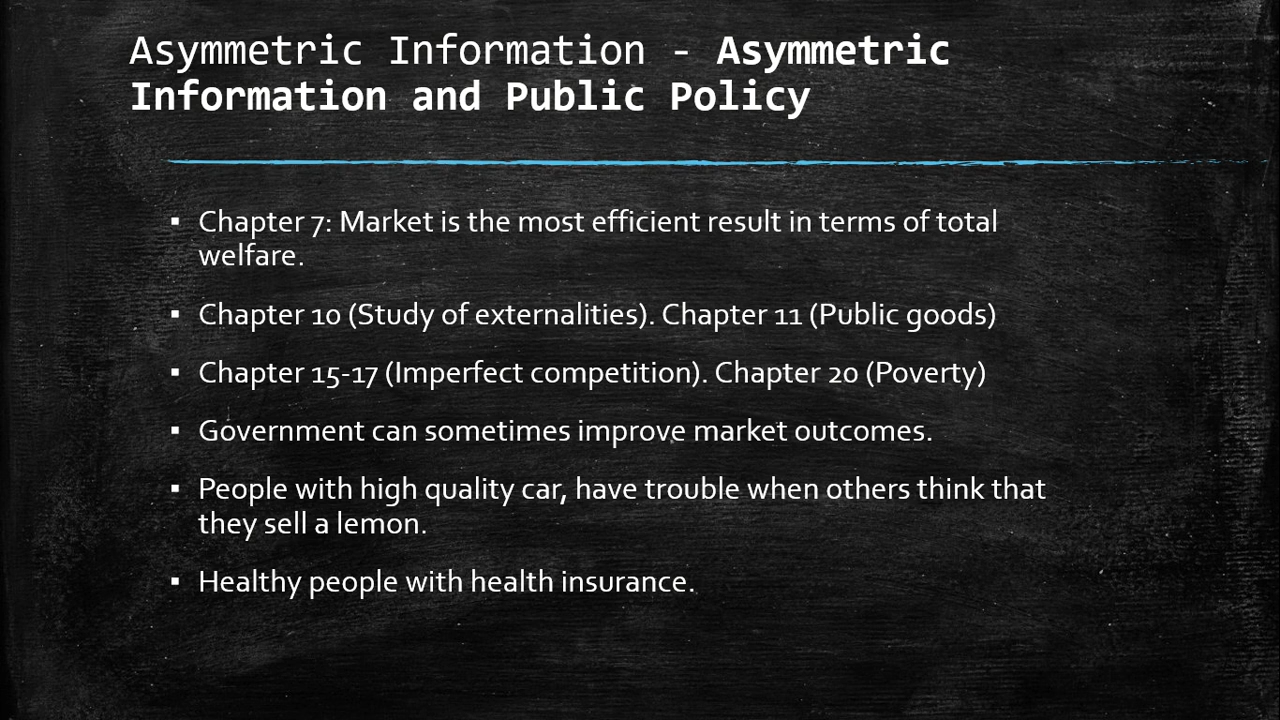 Asymmetric Information - Asymmetric
Information and Public Policy
▪ Chapter 7: Market is the most efficient result in terms of total
welfare.
▪ Chapter 10 (Study of externalities). Chapter 11 (Public goods)
▪ Chapter 15-17 (Imperfect competition). Chapter 20 (Poverty)
▪ Government can sometimes improve market outcomes.
▪ People with high quality car, have trouble when others think that
they sell a lemon.
▪ Healthy people with health insurance.